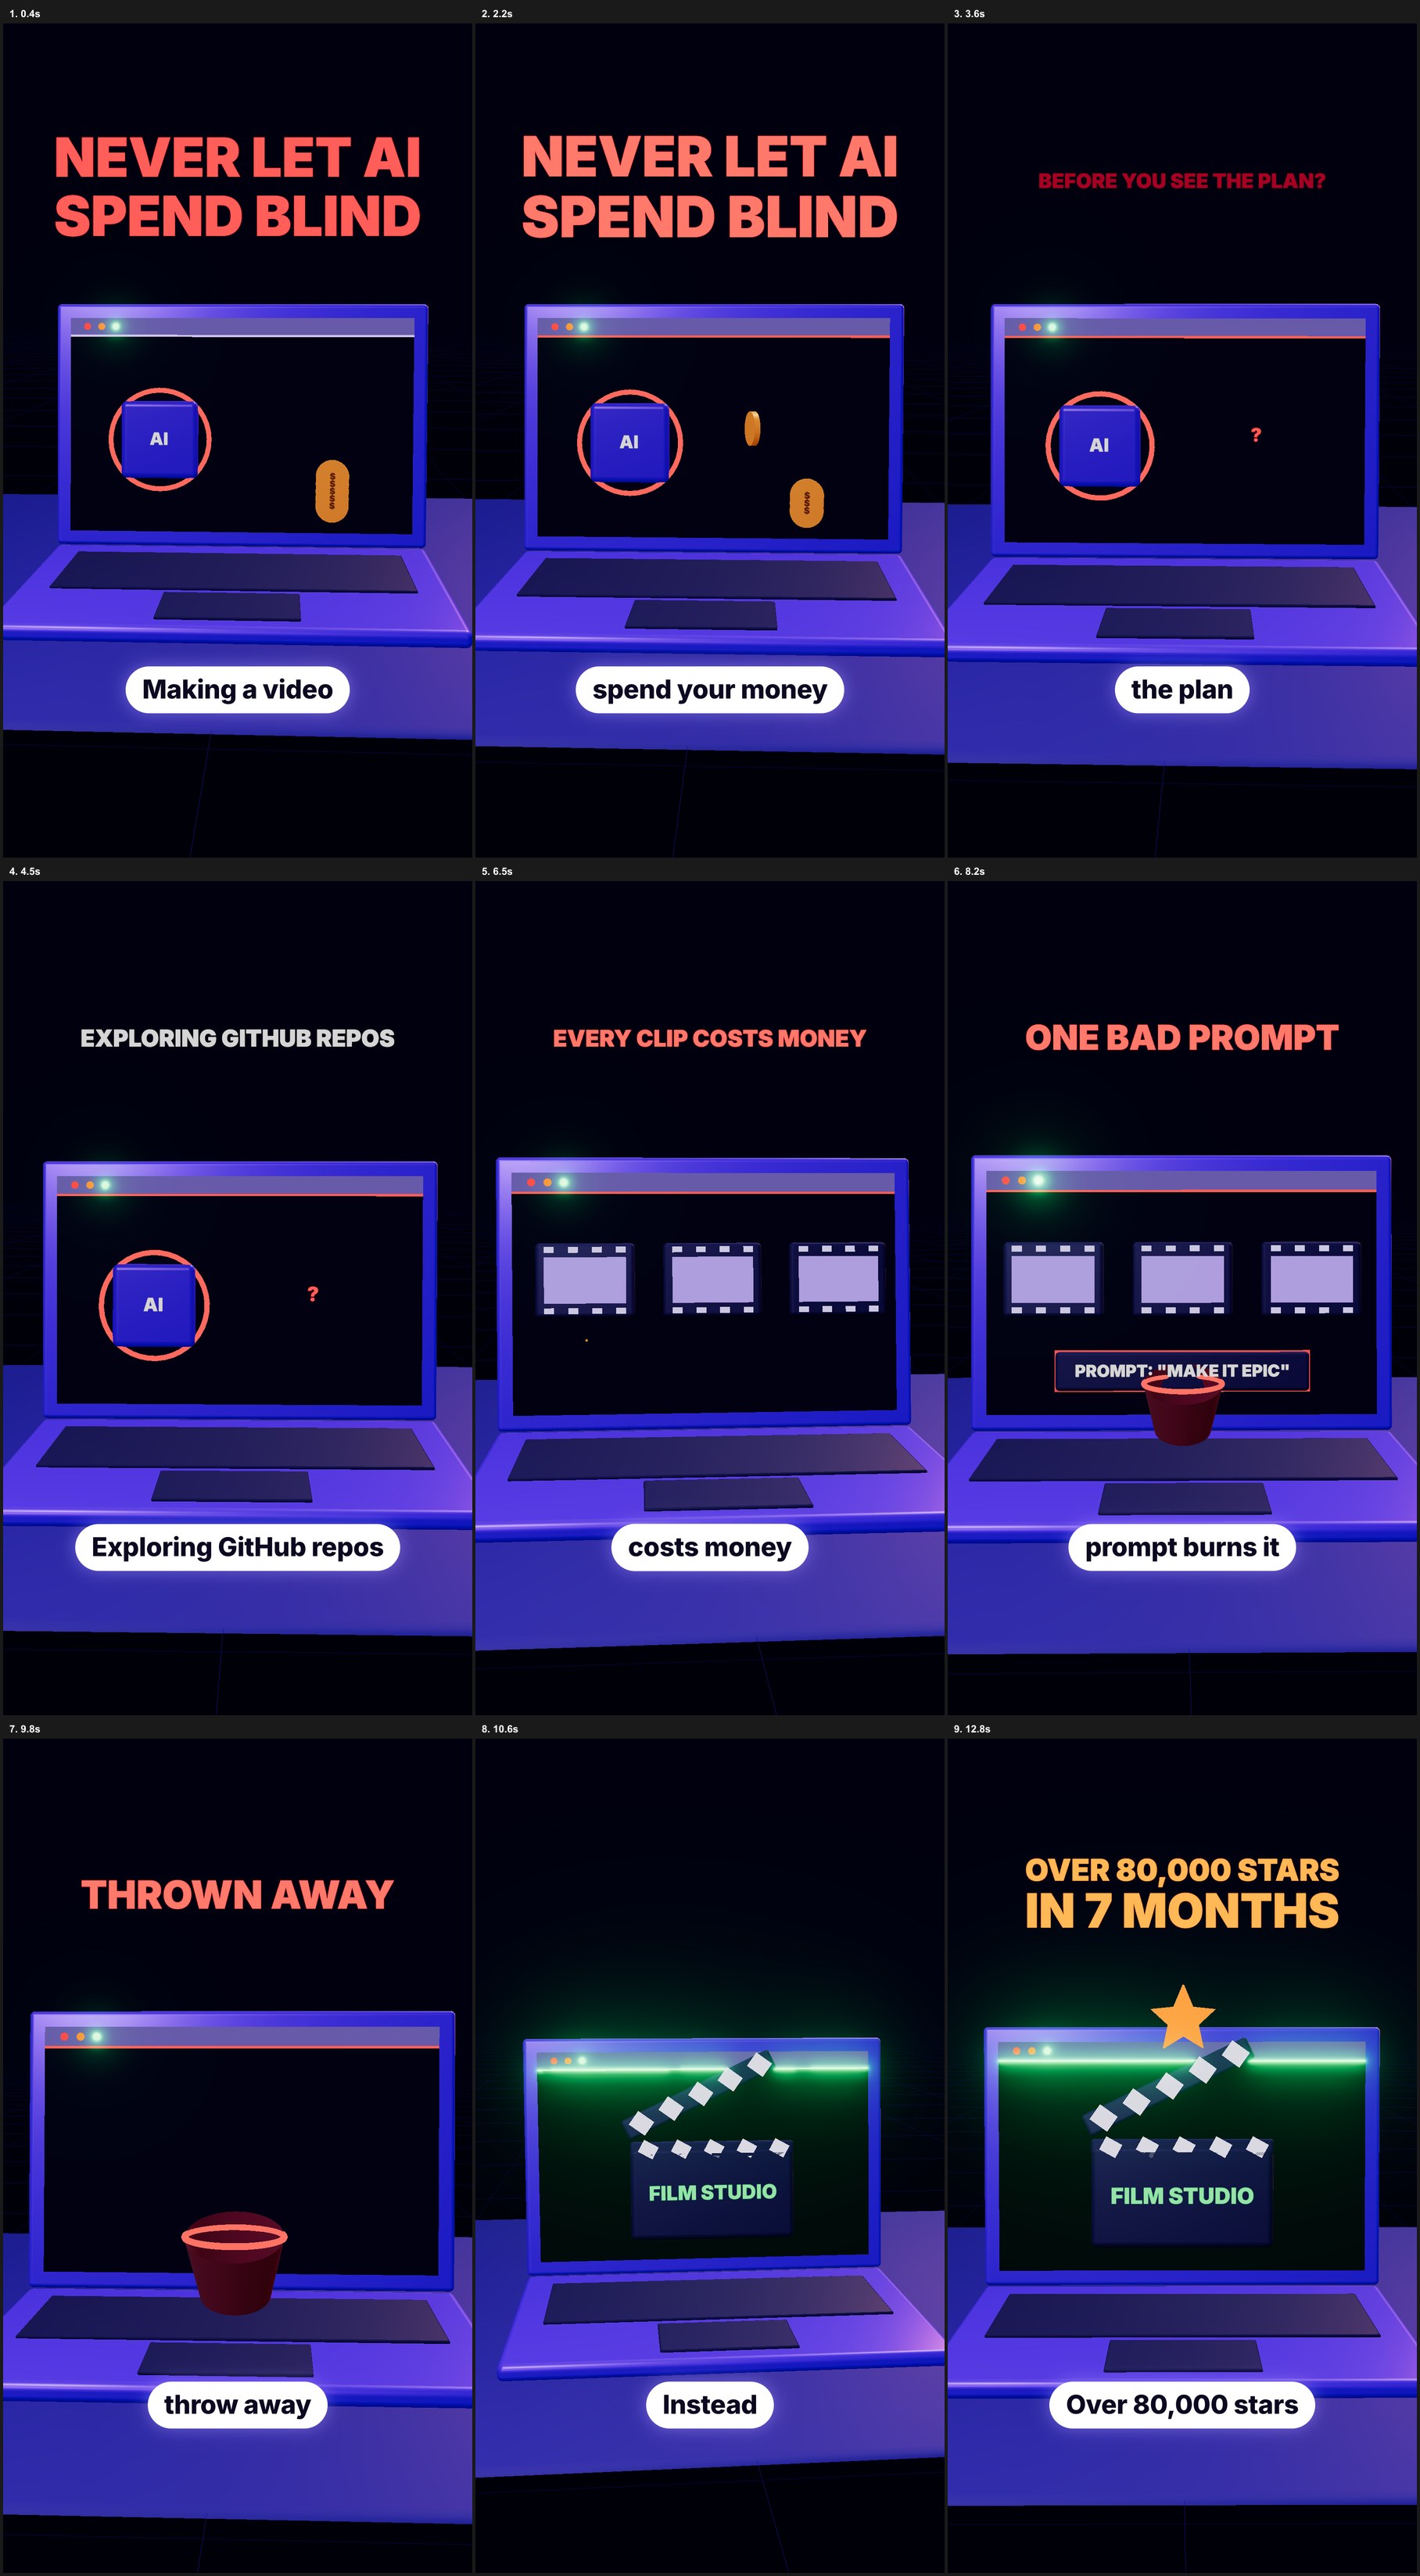 1. 0.4s
NEVER LET AI
SPEND BLIND
AI
$
$
$
$
$
Making a video
2. 2.2s
NEVER LET AI
SPEND BLIND
AI
$
$
$
spend your money
3. 3.6s
BEFORE YOU SEE THE PLAN?
AI
?
the plan
4. 4.5s
EXPLORING GITHUB REPOS
AI
?
Exploring GitHub repos
5. 6.5s
EVERY CLIP COSTS MONEY
costs money
6. 8.2s
ONE BAD PROMPT
PROMPT: "MAKE IT EPIC"
prompt burns it
7. 9.8s
THROWN AWAY
throw away
8. 10.6s
FILM STUDIO
Instead
9. 12.8s
OVER 80,000 STARS
IN 7 MONTHS
FILM STUDIO
Over 80,000 stars